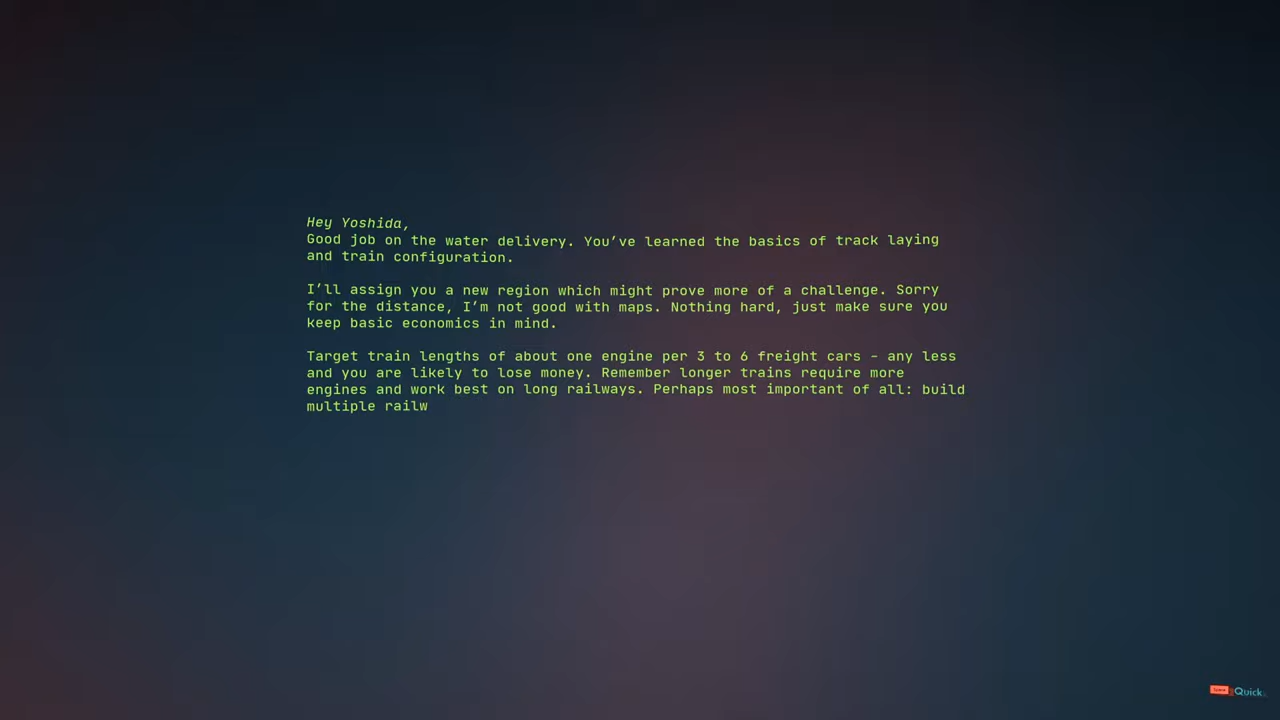 Hey Yoshida,
Good job on the water delivery. You’ve learned the basics of track laying
and train configuration.
I’ll assign you a new region which might prove more of a challenge. Sorry
for the distance, I’m not good with maps. Nothing hard, just make sure you
keep basic economics in mind.
Target train lengths of about one engine per 3 to 6 freight cars - any less
and you are likely to lose money. Remember longer trains require more
engines and work best on long railways. Perhaps most important of all: build
multiple railw
Quick